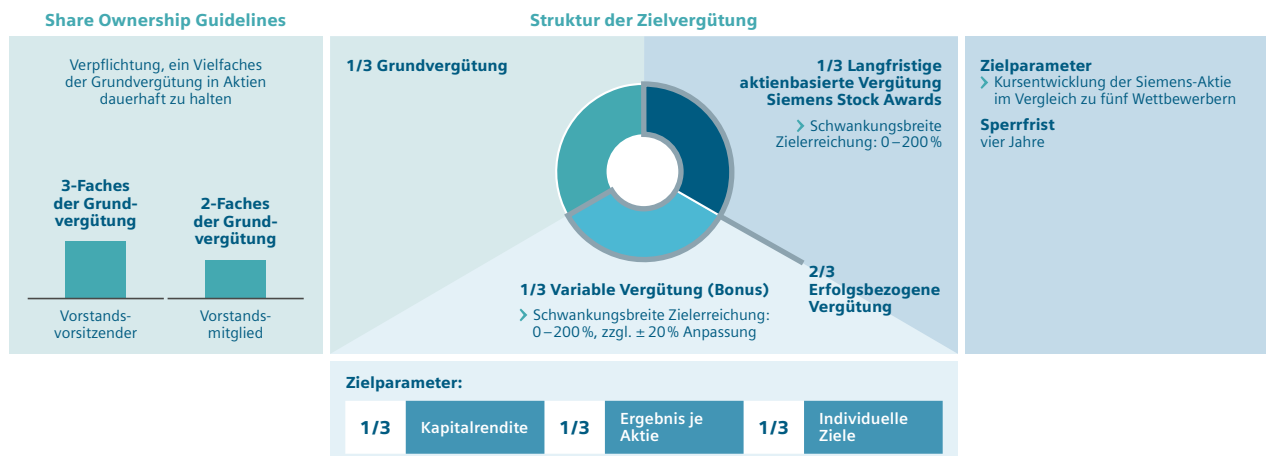 Share Ownership Guidelines
Verpflichtung, ein Vielfaches
der Grundvergütung in Aktien
dauerhaft zu halten
3-Faches
der Grund-
vergütung
2-Faches
der Grund-
vergütung
Vorstands-
vorsitzender
Vorstands-
mitglied
Struktur der Zielvergütung
1/3 Grundvergütung
1/3 Langfristige
aktienbasierte Vergütung
Siemens Stock Awards
Schwankungsbreite
Zielerreichung: 0–200 %
1/3 Variable Vergütung (Bonus)
Schwankungsbreite Zielerreichung:
0–200 %, zzgl. ± 20 % Anpassung
2/3
Erfolgsbezogene
Vergütung
Zielparameter
Kursentwicklung der Siemens-Aktie
im Vergleich zu fünf Wettbewerbern
Sperrfrist
vier Jahre
Zielparameter:
1/3
Kapitalrendite
1/3
Ergebnis je
Aktie
1/3
Individuelle
Ziele